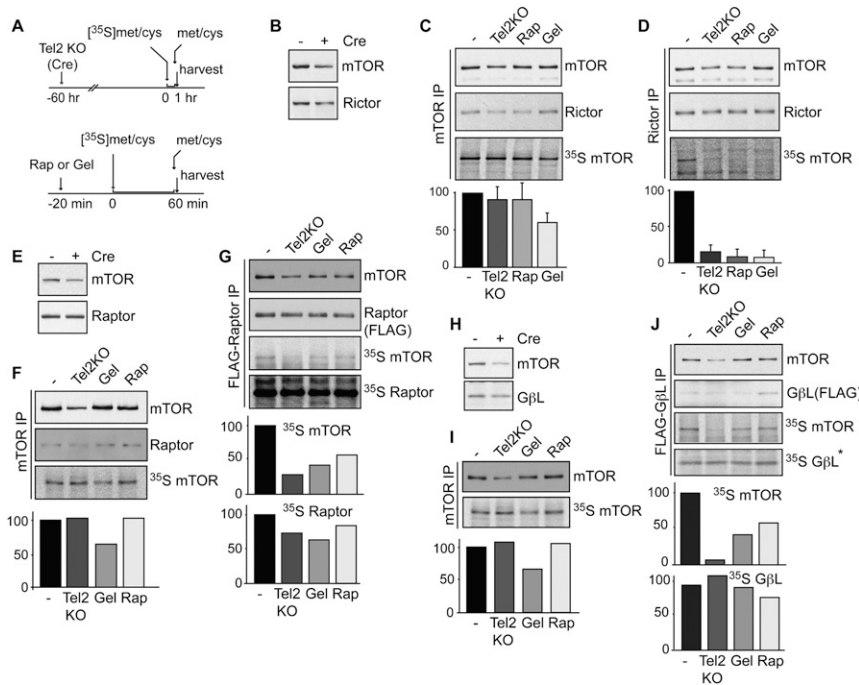 A
[³⁵S]met/cys
met/cys
Tel2 KO
(Cre)
harvest
-60 hr
0
1 hr
[³⁵S]met/cys
met/cys
Rap or Gel
harvest
-20 min
0
60 min
B
- + Cre
mTOR
Rictor
C
- Tel2KO Rap Gel
mTOR IP
mTOR
Rictor
³⁵S mTOR
100
50
- Tel2 KO Rap Gel
D
- Tel2KO Rap Gel
Rictor IP
mTOR
Rictor
³⁵S mTOR
100
50
- Tel2 KO Rap Gel
E
- + Cre
mTOR
Raptor
F
- Tel2KO Gel Rap
mTOR IP
mTOR
Raptor
³⁵S mTOR
100
50
0
- Tel2 KO Gel Rap
G
- Tel2KO Gel Rap
FLAG-Raptor IP
mTOR
Raptor
(FLAG)
³⁵S mTOR
³⁵S Raptor
³⁵S mTOR
100
50
0
³⁵S Raptor
100
50
0
- Tel2 KO Gel Rap
H
- + Cre
mTOR
GβL
I
- Tel2KO Gel Rap
mTOR IP
mTOR
³⁵S mTOR
100
50
0
- Tel2 KO Gel Rap
J
- Tel2KO Gel Rap
FLAG-GβL IP
mTOR
GβL(FLAG)
³⁵S mTOR
³⁵S GβL*
³⁵S mTOR
100
50
0
³⁵S GβL
100
50
0
- Tel2 KO Gel Rap